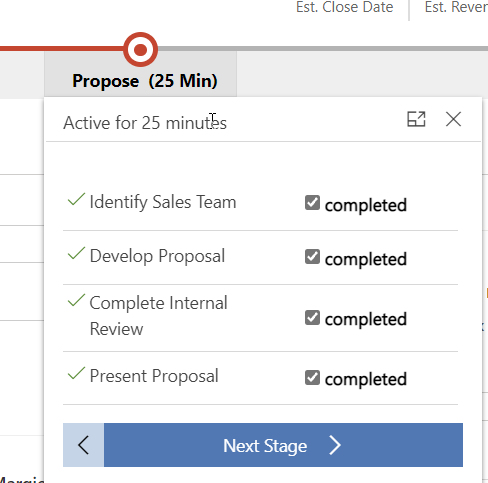 Est. Close Date
Est. Rever
Propose (25 Min)
Active for 25 minutes
Identify Sales Team
completed
Develop Proposal
completed
Complete Internal
Review
completed
Present Proposal
completed
Next Stage